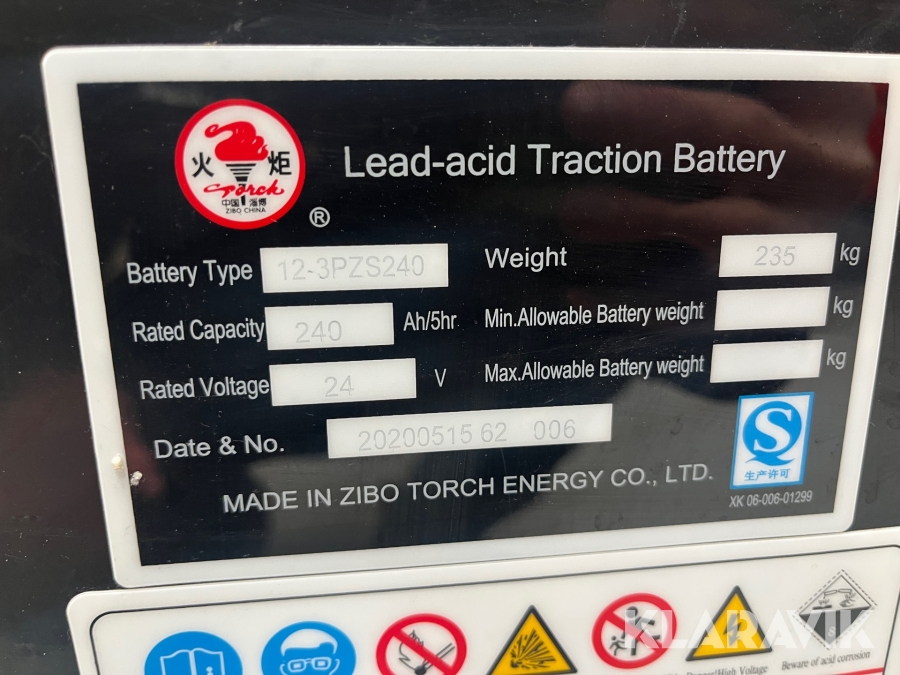 火 炬
Torch
中国 淄博
ZIBO CHINA
®
Lead-acid Traction Battery
Battery Type 12-3PZS240
Weight 235 kg
Rated Capacity 240 Ah/5hr
Min.Allowable Battery weight kg
Rated Voltage 24 V
Max.Allowable Battery weight kg
Date & No. 20200515 62 006
S
生产许可
MADE IN ZIBO TORCH ENERGY CO., LTD.
XK 06-006-01299
High Voltage
Beware of acid corrosion
8
KLARAVIK